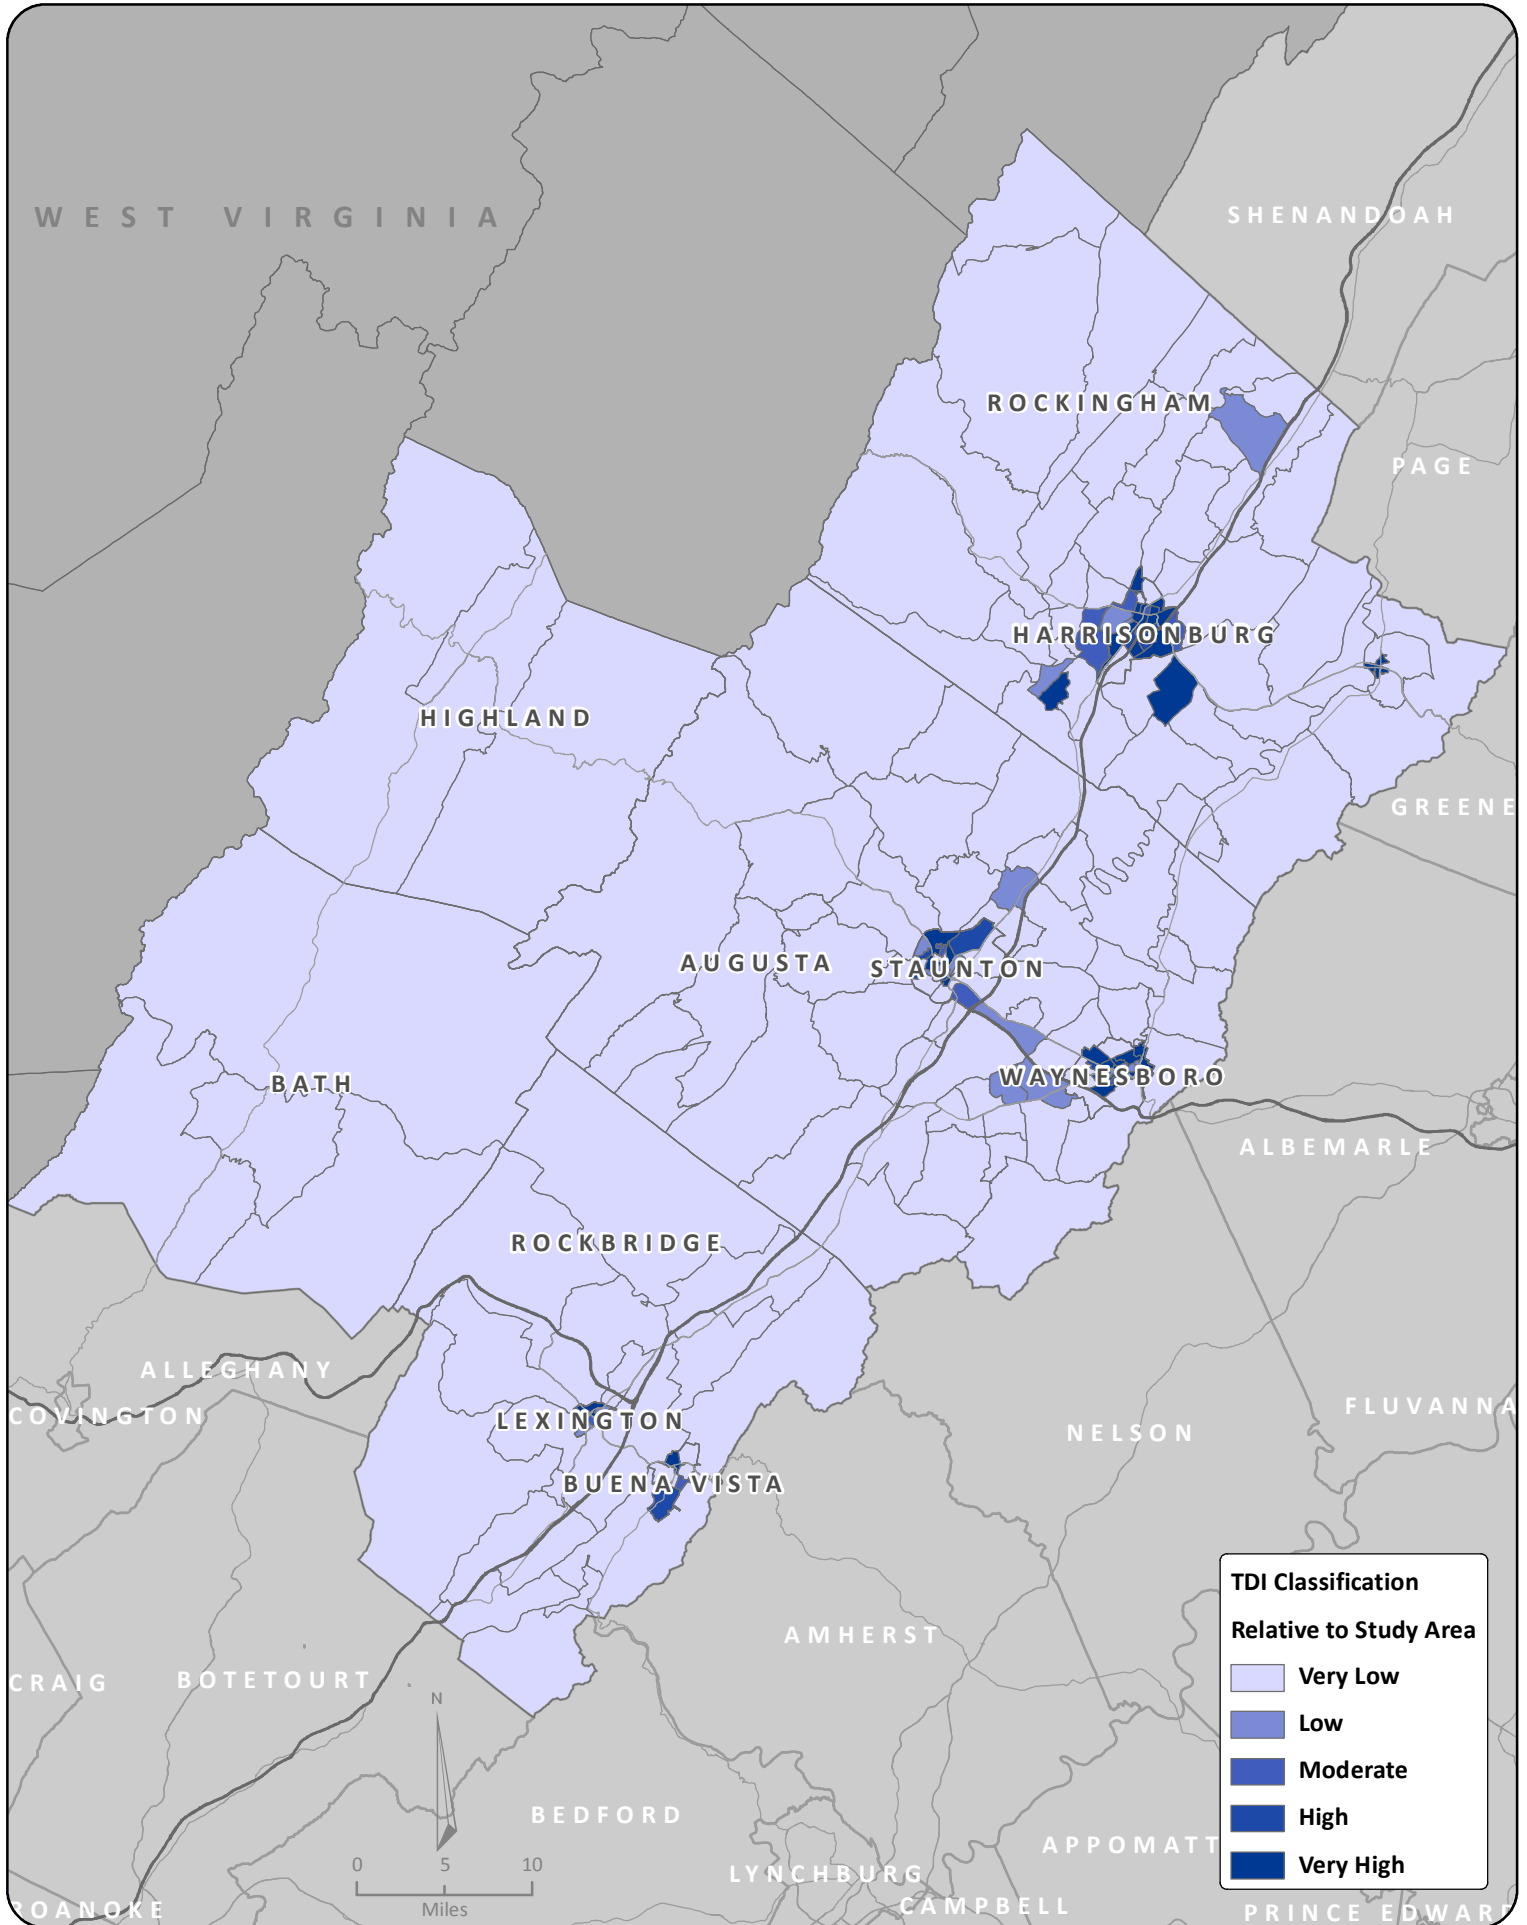 WEST VIRGINIA
SHENANDOAH
ROCKINGHAM
PAGE
HARRISONBURG
HIGHLAND
GREENE
AUGUSTA
STAUNTON
BATH
WAYNESBORO
ALBEMARLE
ROCKBRIDGE
ALLEGHANY
COVINGTON
LEXINGTON
FLUVANNA
NELSON
BUENA VISTA
TDI Classification
Relative to Study Area
Very Low
Low
Moderate
High
Very High
AMHERST
CRAIG
BOTETOURT
N
BEDFORD
APPOMATT
0 5 10
Miles
LYNCHBURG
CAMPBELL
ROANOKE
PRINCE EDWARD